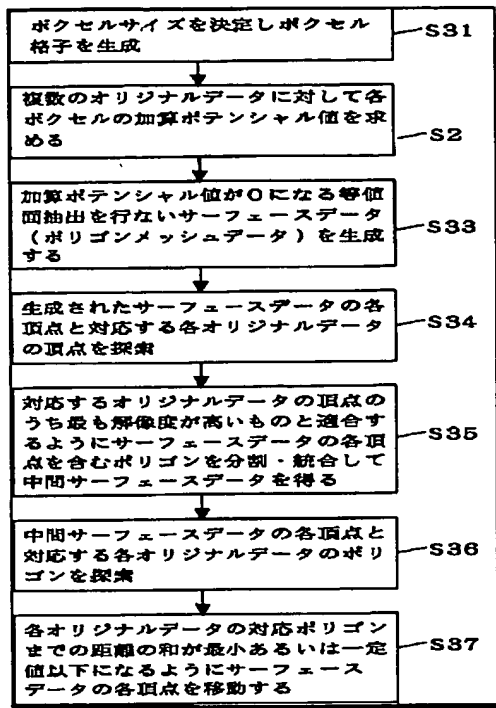 ボクセルサイズを決定しボクセル
格子を生成
S31
複数のオリジナルデータに対して各
ボクセルの加算ポテンシャル値を求
める
S2
加算ポテンシャル値が0になる等値
面抽出を行ないサーフェースデータ
(ポリゴンメッシュデータ)を生成
する
S33
生成されたサーフェースデータの各
頂点と対応する各オリジナルデータ
の頂点を探索
S34
対応するオリジナルデータの頂点の
うち最も解像度が高いものと適合す
るようにサーフェースデータの各頂
点を含むポリゴンを分割・統合して
中間サーフェースデータを得る
S35
中間サーフェースデータの各頂点と
対応する各オリジナルデータのポリ
ゴンを探索
S36
各オリジナルデータの対応ポリゴン
までの距離の和が最小あるいは一定
値以下になるようにサーフェース
データの各頂点を移動する
S37